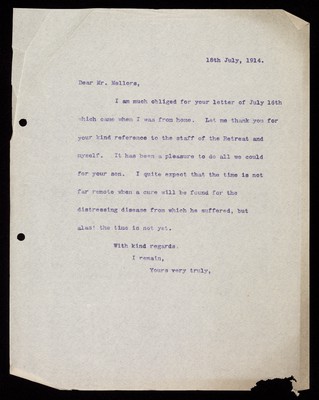 18th July, 1914.
Dear Mr. Mellors,
I am much obliged for your letter of July 16th
which came when I was from home. Let me thank you for
your kind reference to the staff of the Retreat and
myself. It has been a pleasure to do all we could
for your son. I quite expect that the time is not
far remote when a cure will be found for the
distressing disease from which he suffered, but
alas! the time is not yet.
With kind regards.
I remain,
Yours very truly,